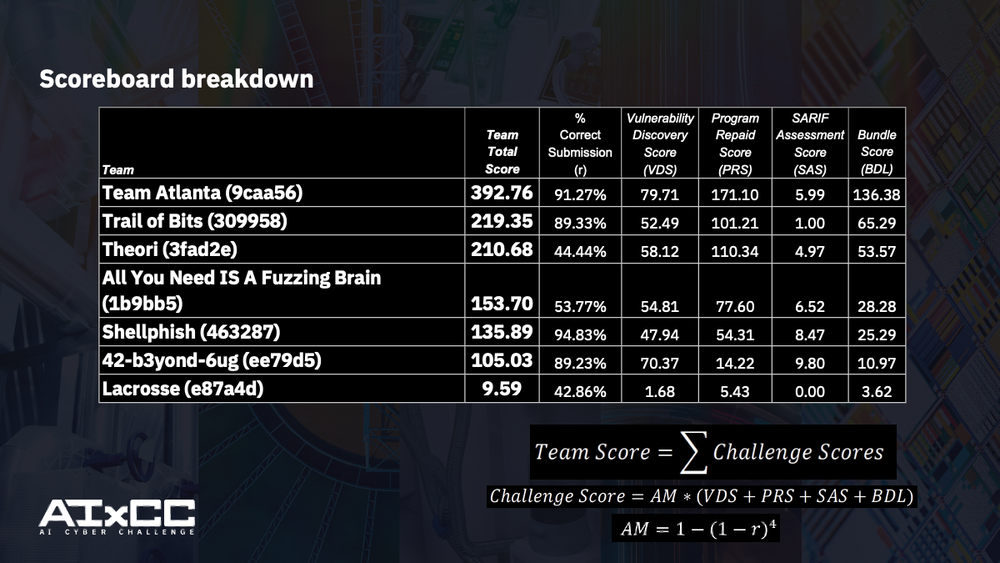 Scoreboard breakdown
Team
Team Total Score
% Correct Submission (r)
Vulnerability Discovery Score (VDS)
Program Repaid Score (PRS)
SARIF Assessment Score (SAS)
Bundle Score (BDL)
Team Atlanta (9caa56) 392.76 91.27% 79.71 171.10 5.99 136.38
Trail of Bits (309958) 219.35 89.33% 52.49 101.21 1.00 65.29
Theori (3fad2e) 210.68 44.44% 58.12 110.34 4.97 53.57
All You Need IS A Fuzzing Brain
(1b9bb5) 153.70 53.77% 54.81 77.60 6.52 28.28
Shellphish (463287) 135.89 94.83% 47.94 54.31 8.47 25.29
42-b3yond-6ug (ee79d5) 105.03 89.23% 70.37 14.22 9.80 10.97
Lacrosse (e87a4d) 9.59 42.86% 1.68 5.43 0.00 3.62
Team Score = ∑ Challenge Scores
Challenge Score = AM * (VDS + PRS + SAS + BDL)
AM = 1 − (1 − r)⁴
AIxCC
AI CYBER CHALLENGE